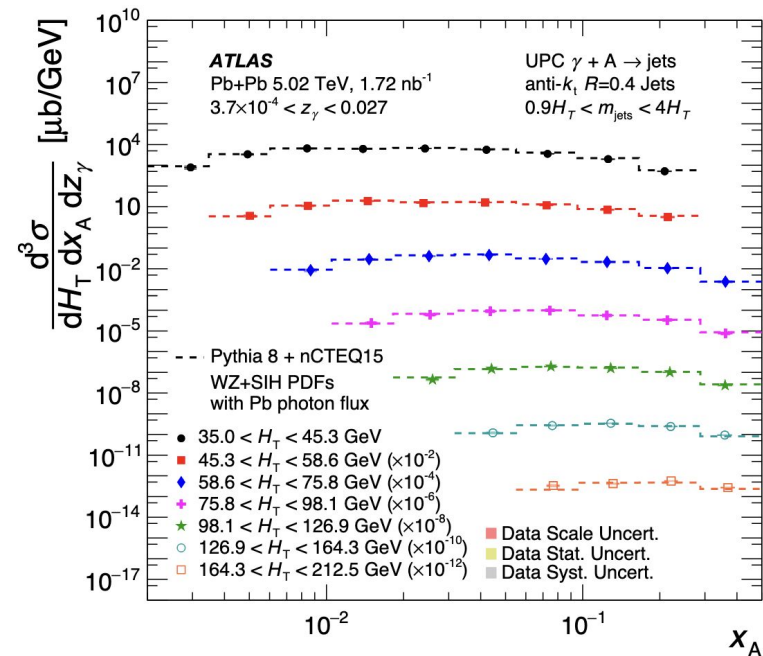 10¹⁰
10⁷
10⁴
10
10⁻²
10⁻⁵
10⁻⁸
10⁻¹¹
10⁻¹⁴
10⁻¹⁷
d³σ / dH_T dx_A dz_γ [μb/GeV]
ATLAS
Pb+Pb 5.02 TeV, 1.72 nb⁻¹
3.7×10⁻⁴ < z_γ < 0.027
UPC γ + A → jets
anti-k_t R=0.4 Jets
0.9H_T < m_jets < 4H_T
Pythia 8 + nCTEQ15
WZ+SIH PDFs
with Pb photon flux
35.0 < H_T < 45.3 GeV
45.3 < H_T < 58.6 GeV (×10⁻²)
58.6 < H_T < 75.8 GeV (×10⁻⁴)
75.8 < H_T < 98.1 GeV (×10⁻⁶)
98.1 < H_T < 126.9 GeV (×10⁻⁸)
126.9 < H_T < 164.3 GeV (×10⁻¹⁰)
164.3 < H_T < 212.5 GeV (×10⁻¹²)
Data Scale Uncert.
Data Stat. Uncert.
Data Syst. Uncert.
10⁻²
10⁻¹
x_A